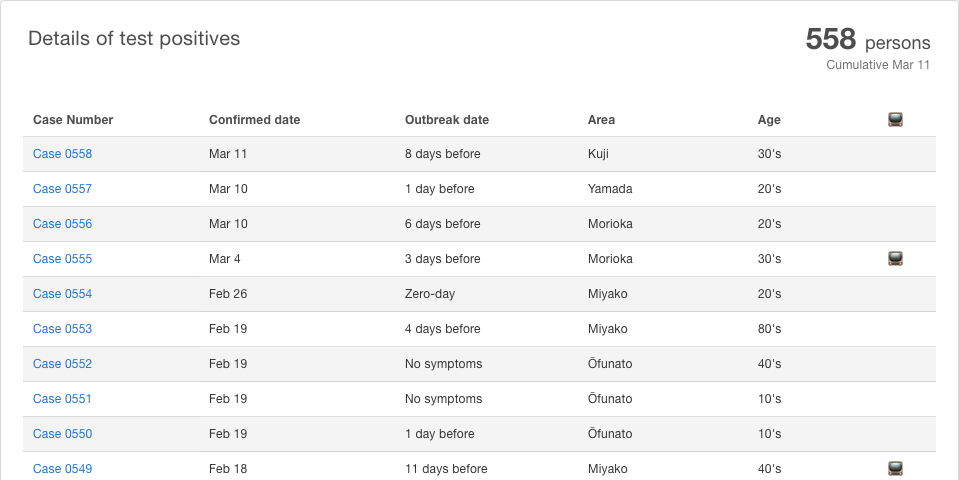 Details of test positives
558 persons
Cumulative Mar 11
Case Number Confirmed date Outbreak date Area Age
Case 0558 Mar 11 8 days before Kuji 30's
Case 0557 Mar 10 1 day before Yamada 20's
Case 0556 Mar 10 6 days before Morioka 20's
Case 0555 Mar 4 3 days before Morioka 30's
Case 0554 Feb 26 Zero-day Miyako 20's
Case 0553 Feb 19 4 days before Miyako 80's
Case 0552 Feb 19 No symptoms Ōfunato 40's
Case 0551 Feb 19 No symptoms Ōfunato 10's
Case 0550 Feb 19 1 day before Ōfunato 10's
Case 0549 Feb 18 11 days before Miyako 40's